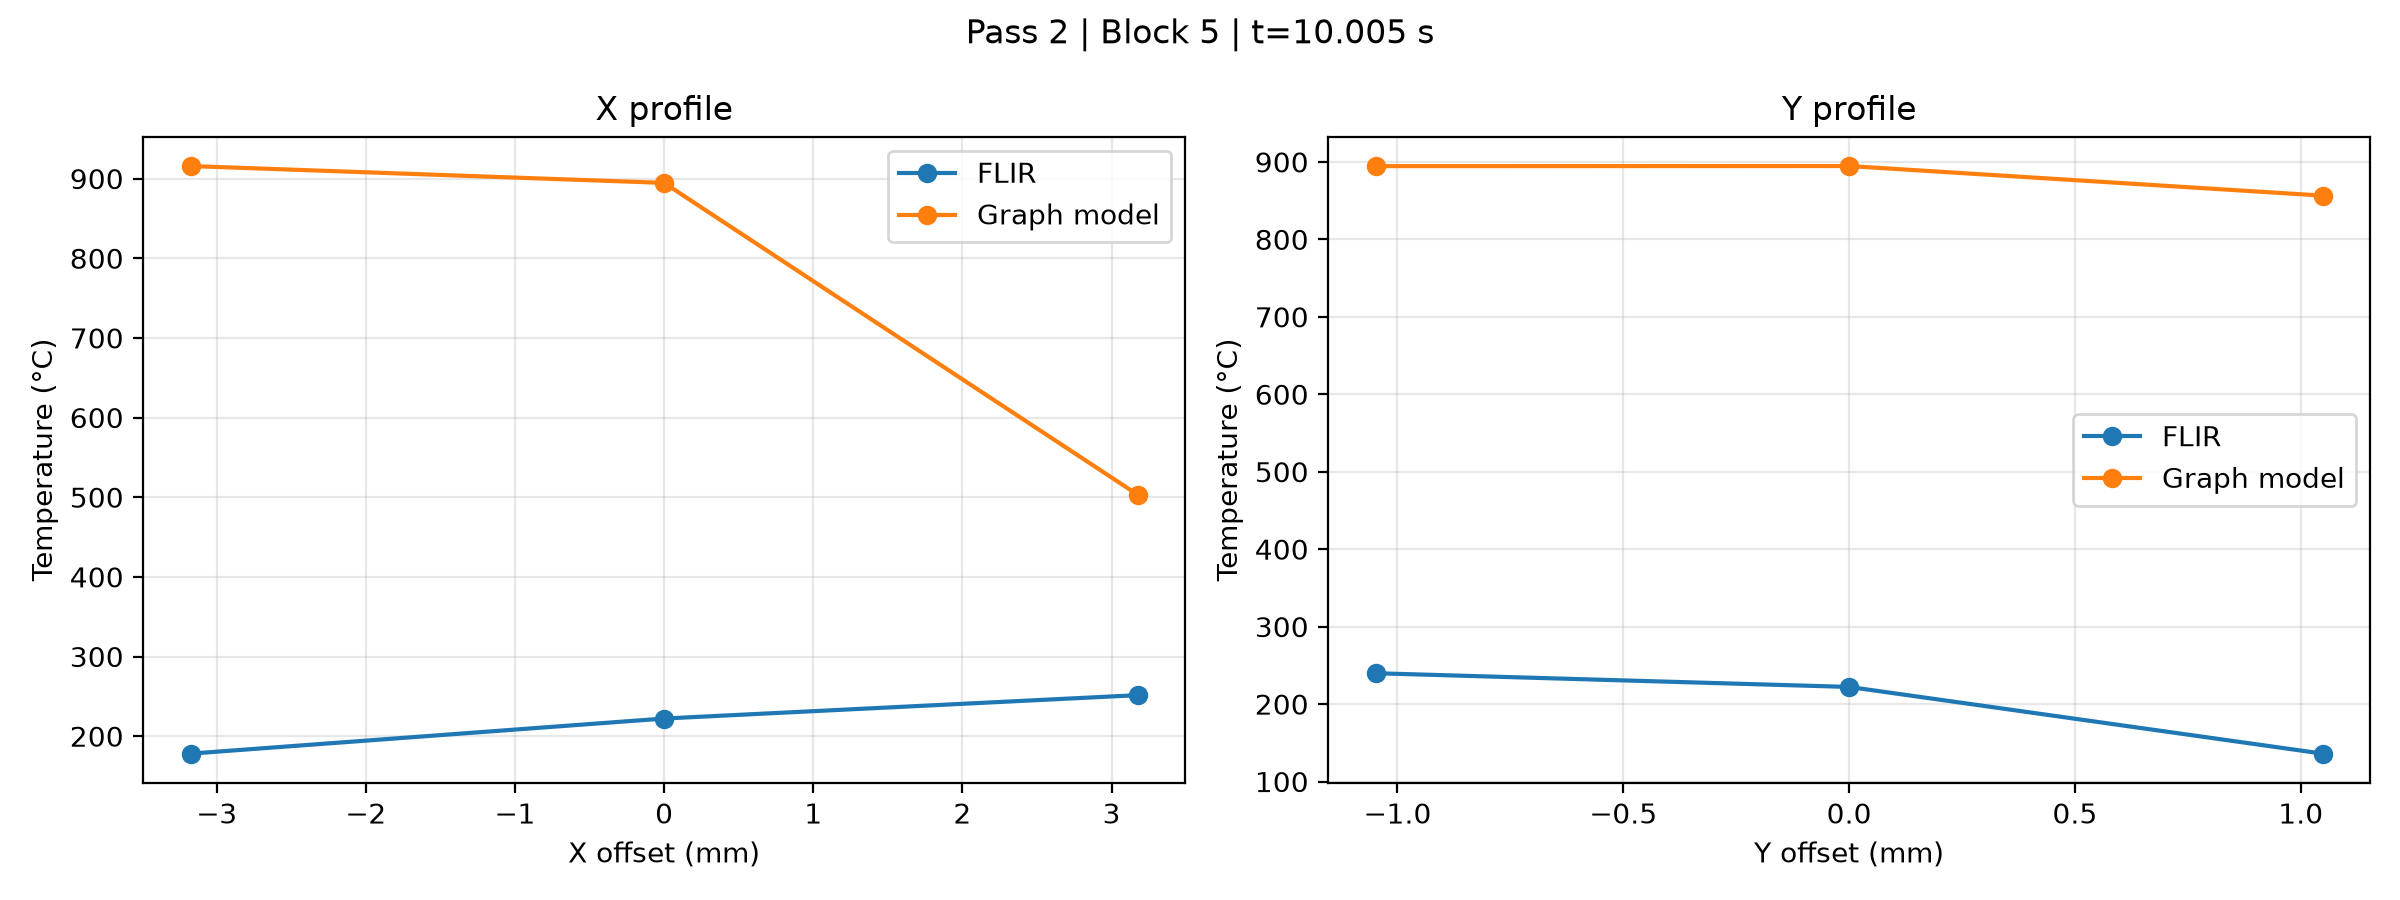 Pass 2 | Block 5 | t=10.005 s
X profile
900
800
700
600
500
400
300
200
Temperature (°C)
−3
−2
−1
0
1
2
3
X offset (mm)
FLIR
Graph model
Y profile
900
800
700
600
500
400
300
200
100
Temperature (°C)
−1.0
−0.5
0.0
0.5
1.0
Y offset (mm)
FLIR
Graph model